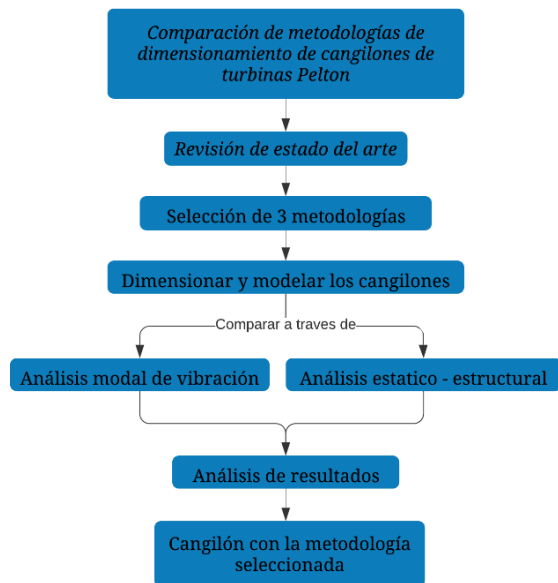 Comparación de metodologías de
dimensionamiento de cangilones de
turbinas Pelton
Revisión de estado del arte
Selección de 3 metodologías
Dimensionar y modelar los cangilones
Comparar a traves de
Análisis modal de vibración
Análisis estatico - estructural
Análisis de resultados
Cangilón con la metodología
seleccionada